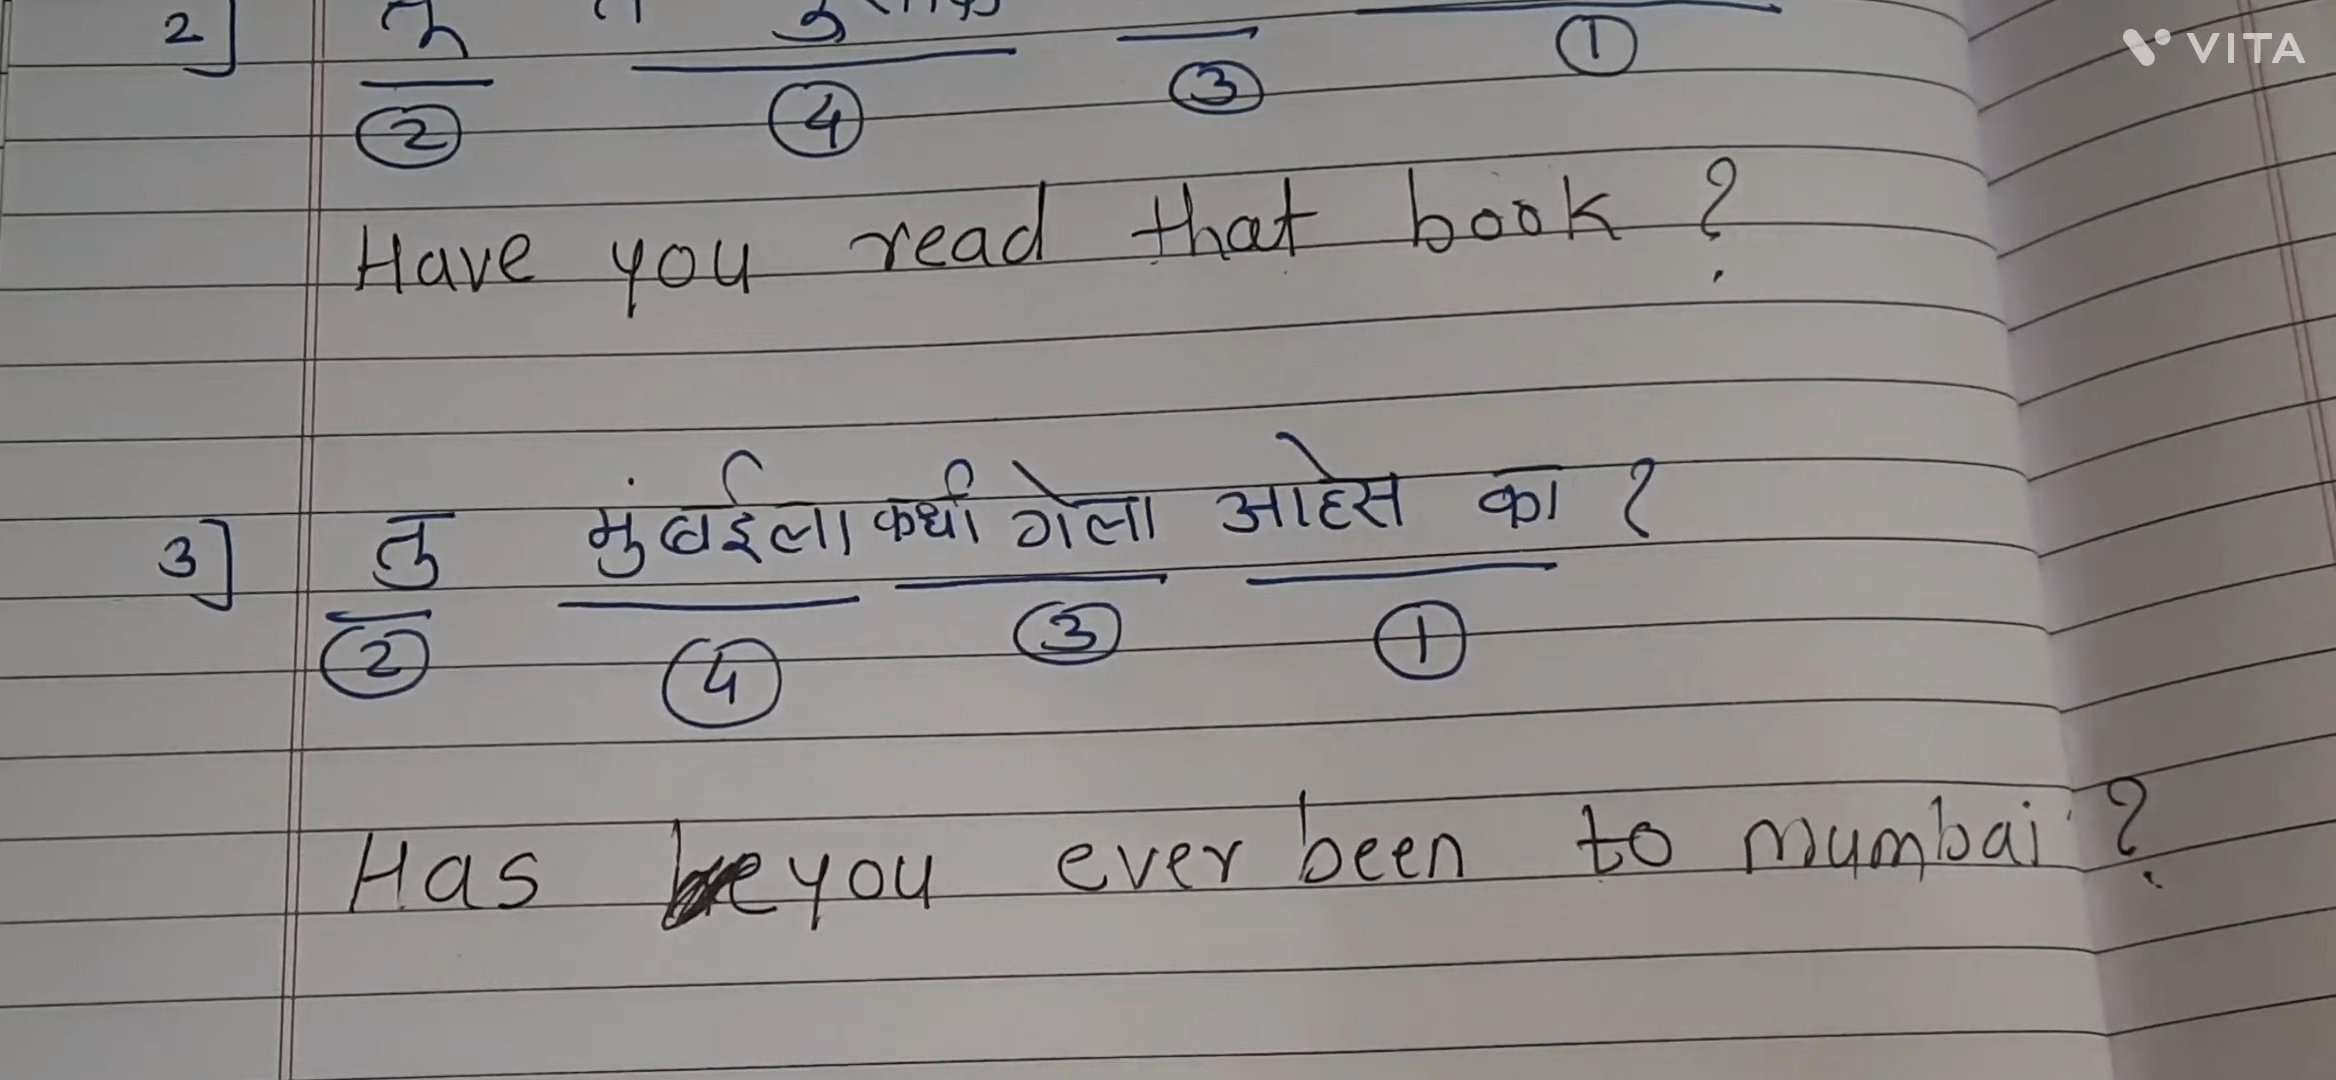 VITA
2]
② ④ ③ ①
Have you read that book ?
3] तु मुंबईला कधी गेला आहेस का ?
② ④ ③ ①
Has you ever been to mumbai ?